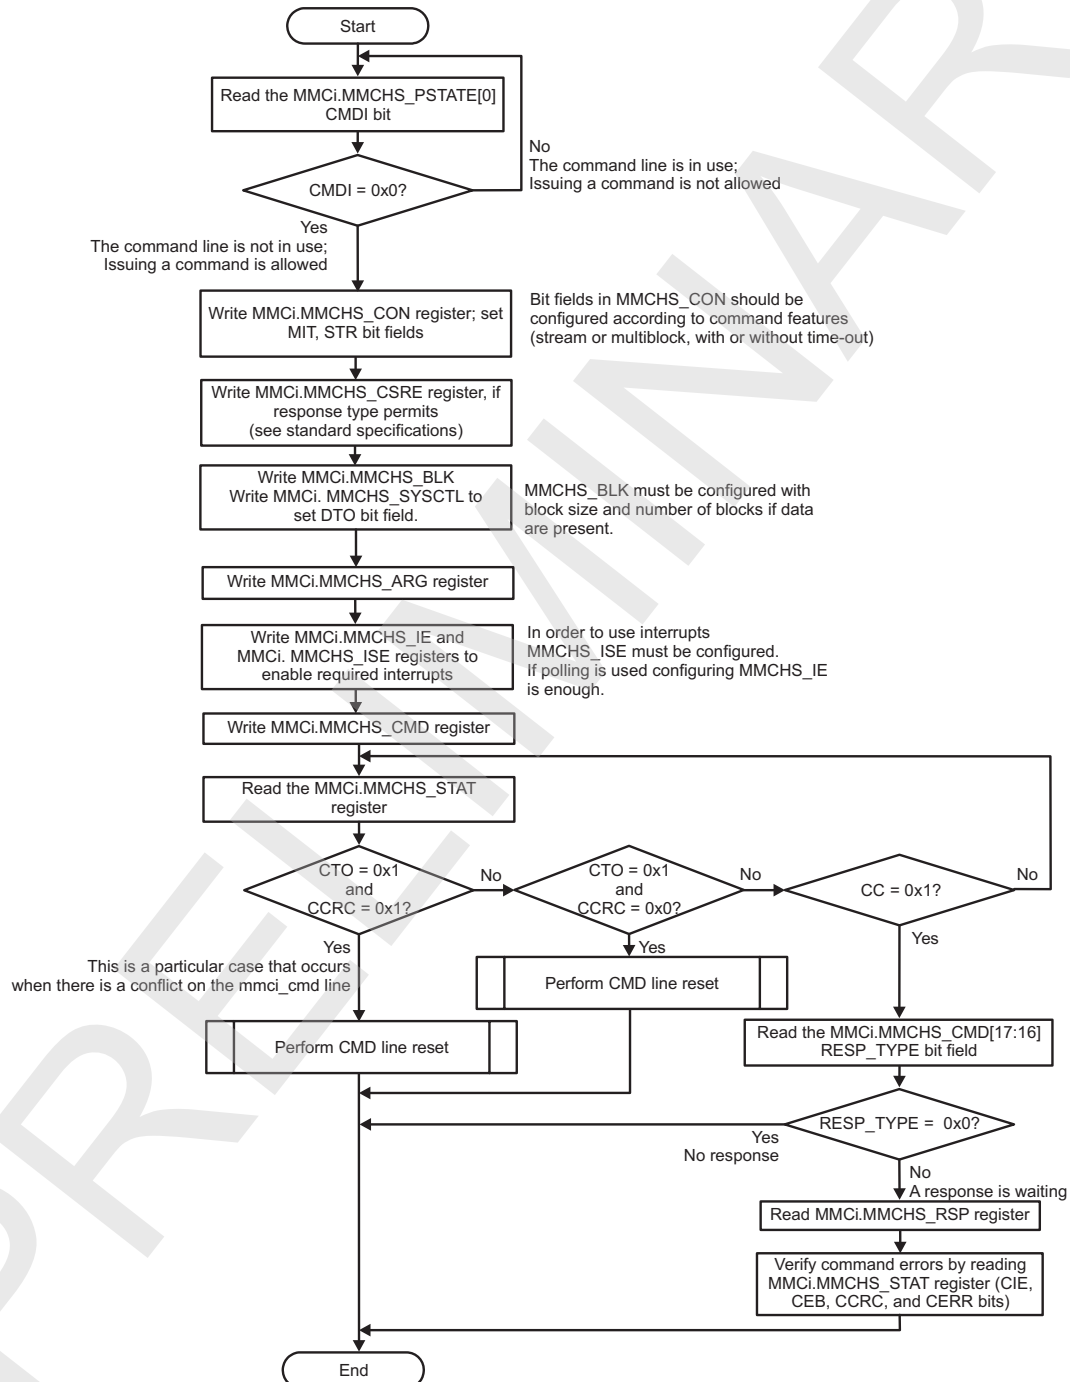 Start
Read the MMCi.MMCHS_PSTATE[0]
CMDI bit
No
The command line is in use;
Issuing a command is not allowed
CMDI = 0x0?
Yes
The command line is not in use;
Issuing a command is allowed
Write MMCi.MMCHS_CON register; set
MIT, STR bit fields
Bit fields in MMCHS_CON should be
configured according to command features
(stream or multiblock, with or without time-out)
Write MMCi.MMCHS_CSRE register, if
response type permits
(see standard specifications)
Write MMCi.MMCHS_BLK
Write MMCi. MMCHS_SYSCTL to
set DTO bit field.
MMCHS_BLK must be configured with
block size and number of blocks if data
are present.
Write MMCi.MMCHS_ARG register
Write MMCi.MMCHS_IE and
MMCi. MMCHS_ISE registers to
enable required interrupts
In order to use interrupts
MMCHS_ISE must be configured.
If polling is used configuring MMCHS_IE
is enough.
Write MMCi.MMCHS_CMD register
Read the MMCi.MMCHS_STAT
register
CTO = 0x1
and
CCRC = 0x1?
No
CTO = 0x1
and
CCRC = 0x0?
No
CC = 0x1?
No
Yes
This is a particular case that occurs
when there is a conflict on the mmci_cmd line
Yes
Yes
Perform CMD line reset
Perform CMD line reset
Read the MMCi.MMCHS_CMD[17:16]
RESP_TYPE bit field
RESP_TYPE = 0x0?
Yes
No response
No
A response is waiting
Read MMCi.MMCHS_RSP register
Verify command errors by reading
MMCi.MMCHS_STAT register (CIE,
CEB, CCRC, and CERR bits)
End
PRELIMINAR